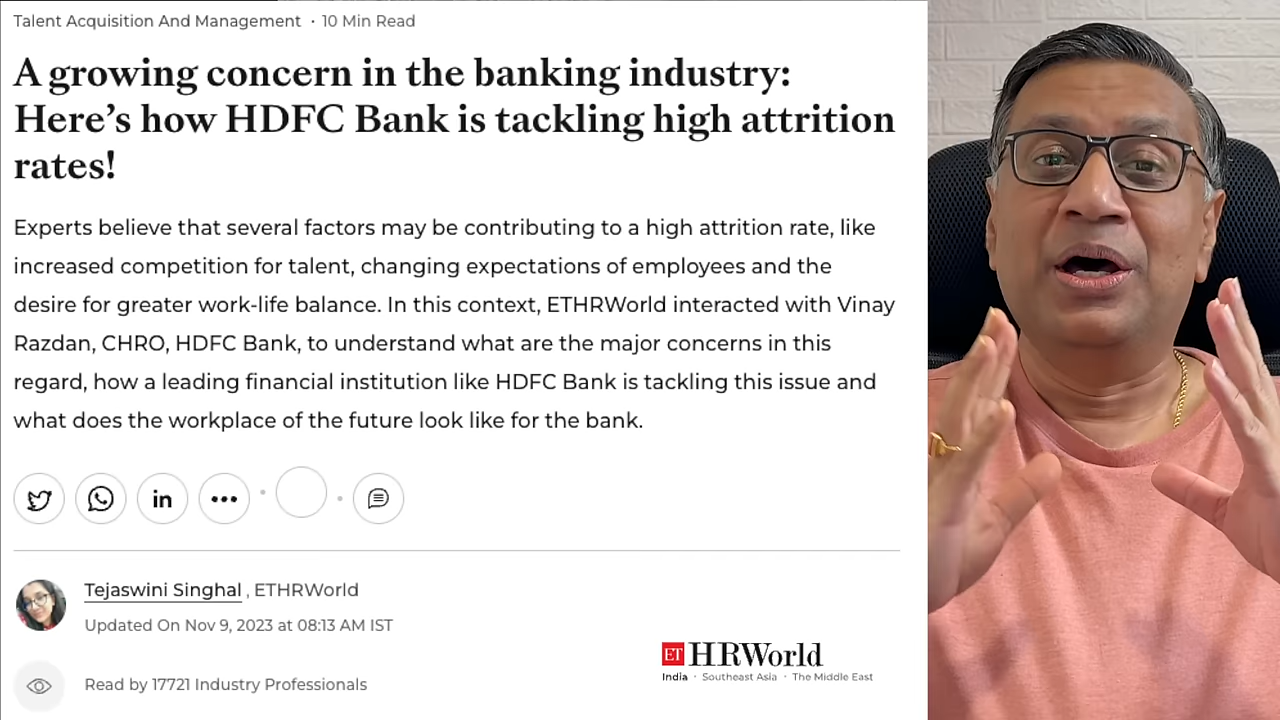 Talent Acquisition And Management · 10 Min Read
A growing concern in the banking industry:
Here’s how HDFC Bank is tackling high attrition
rates!
Experts believe that several factors may be contributing to a high attrition rate, like
increased competition for talent, changing expectations of employees and the
desire for greater work-life balance. In this context, ETHRWorld interacted with Vinay
Razdan, CHRO, HDFC Bank, to understand what are the major concerns in this
regard, how a leading financial institution like HDFC Bank is tackling this issue and
what does the workplace of the future look like for the bank.
in
Tejaswini Singhal , ETHRWorld
Updated On Nov 9, 2023 at 08:13 AM IST
Read by 17721 Industry Professionals
ET HRWorld
India · Southeast Asia · The Middle East